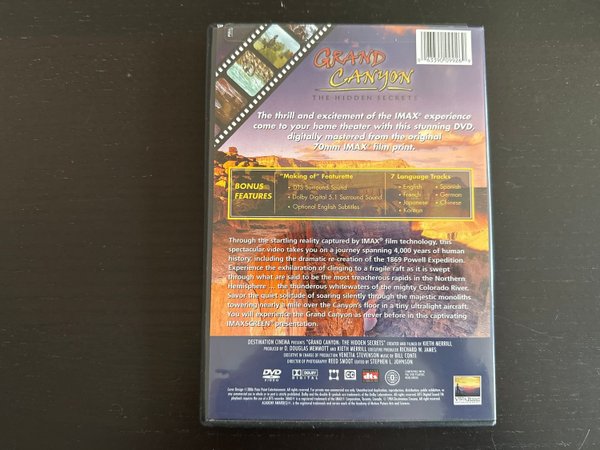 GRAND
CANYON
THE HIDDEN SECRETS
The thrill and excitement of the IMAX® experience
come to your home theater with this stunning DVD,
digitally mastered from the original
70mm IMAX® film print.
BONUS
FEATURES
"Making of" Featurette
• DTS Surround Sound
• Dolby Digital 5.1 Surround Sound
• Optional English Subtitles
7 Language Tracks
• English
• Spanish
• French
• German
• Japanese
• Chinese
• Korean
Through the startling reality captured by IMAX® film technology, this
spectacular video takes you on a journey spanning 4,000 years of human
history, including the dramatic re-creation of the 1869 Powell Expedition.
Experience the exhilaration of clinging to a fragile raft as it is swept
through what are said to be the most treacherous rapids in the Northern
Hemisphere ... the thunderous whitewaters of the mighty Colorado River.
Savor the quiet solitude of soaring silently through the majestic monoliths
towering nearly a mile over the Canyon's floor in a tiny ultralight aircraft.
You will experience the Grand Canyon as never before in this captivating
IMAXSCREEN™ presentation.
DESTINATION CINEMA PRESENTS "GRAND CANYON: THE HIDDEN SECRETS" CREATED AND FILMED BY KIETH MERRILL
PRODUCED BY O. DOUGLAS MEMMOTT AND KIETH MERRILL EXECUTIVE PRODUCER RICHARD W. JAMES
EXECUTIVE IN CHARGE OF PRODUCTION VENETIA STEVENSON MUSIC BY BILL CONTI
DIRECTOR OF PHOTOGRAPHY REED SMOOT EDITED BY STEPHEN L. JOHNSON
DVD
VIDEO
DOLBY
DIGITAL
CC
dts